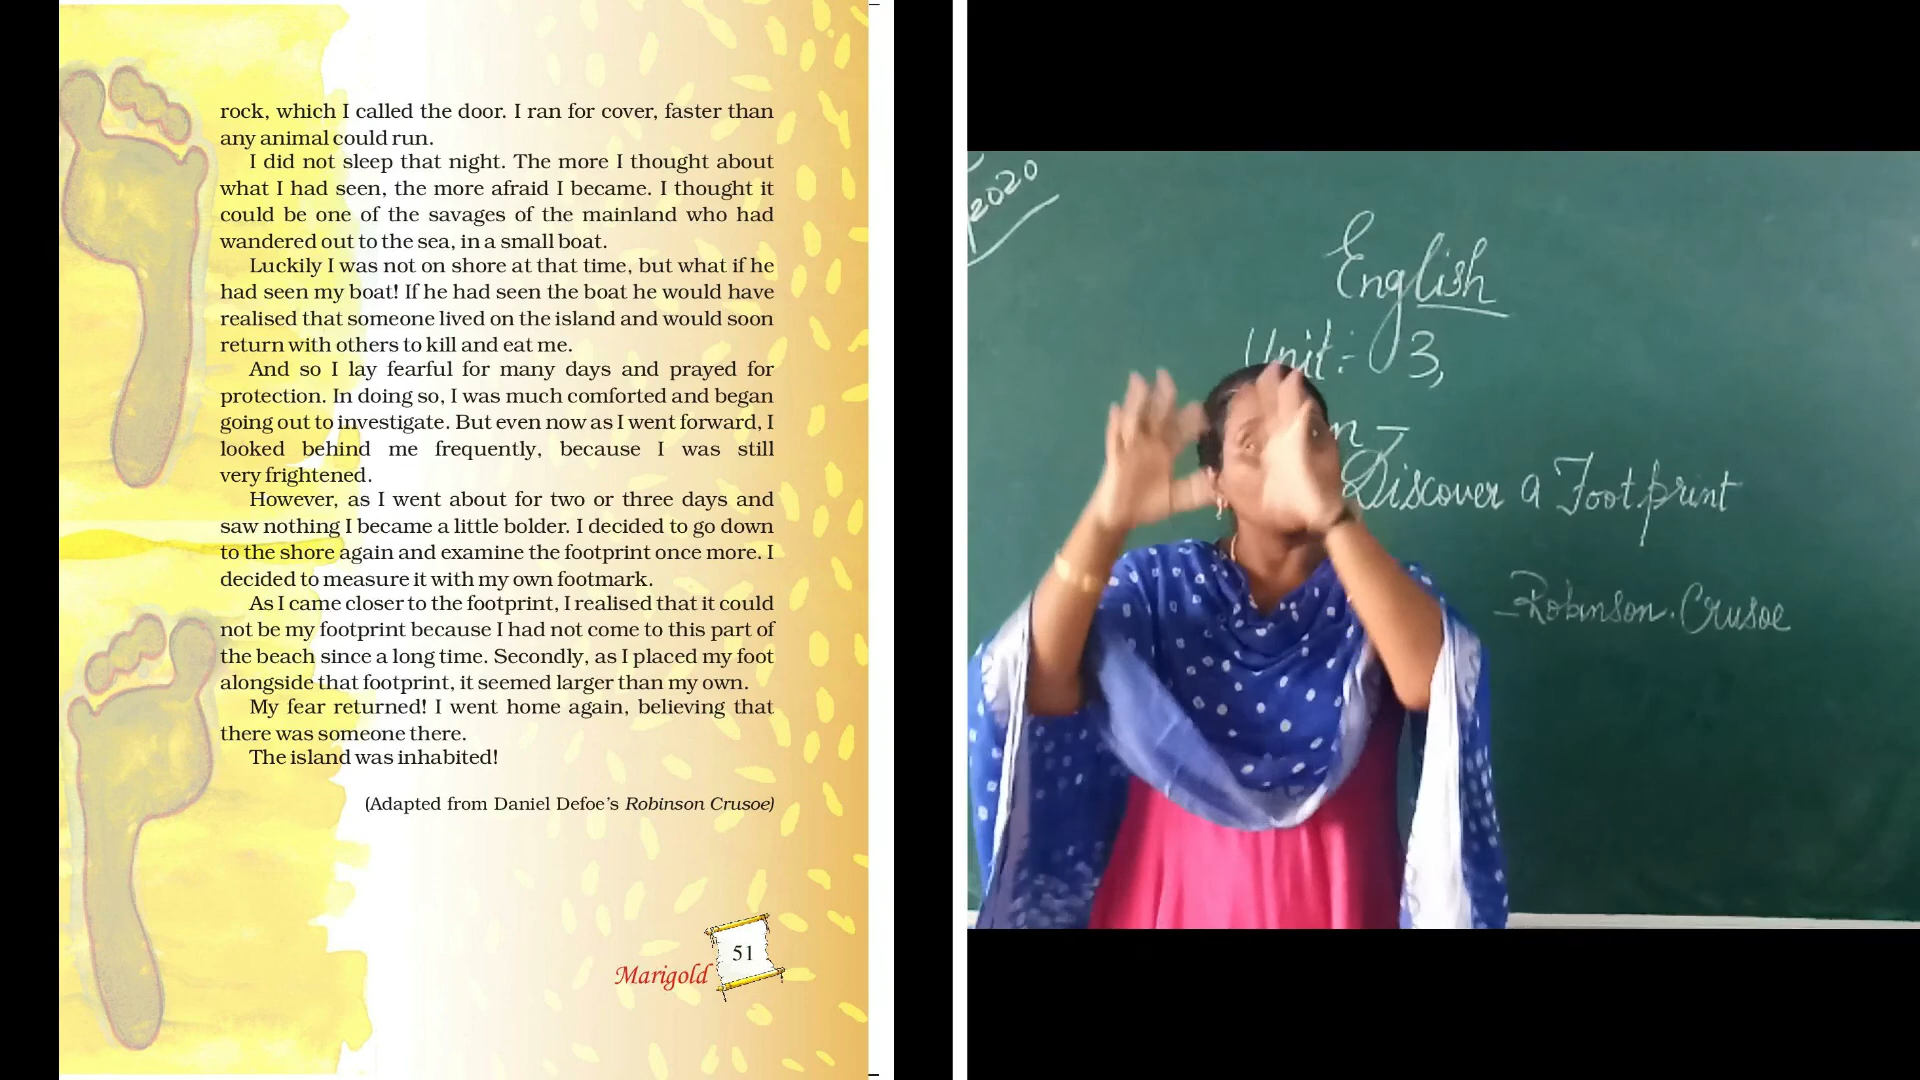 rock, which I called the door. I ran for cover, faster than
any animal could run.
I did not sleep that night. The more I thought about
what I had seen, the more afraid I became. I thought it
could be one of the savages of the mainland who had
wandered out to the sea, in a small boat.
Luckily I was not on shore at that time, but what if he
had seen my boat! If he had seen the boat he would have
realised that someone lived on the island and would soon
return with others to kill and eat me.
And so I lay fearful for many days and prayed for
protection. In doing so, I was much comforted and began
going out to investigate. But even now as I went forward, I
looked behind me frequently, because I was still
very frightened.
However, as I went about for two or three days and
saw nothing I became a little bolder. I decided to go down
to the shore again and examine the footprint once more. I
decided to measure it with my own footmark.
As I came closer to the footprint, I realised that it could
not be my footprint because I had not come to this part of
the beach since a long time. Secondly, as I placed my foot
alongside that footprint, it seemed larger than my own.
My fear returned! I went home again, believing that
there was someone there.
The island was inhabited!
(Adapted from Daniel Defoe's Robinson Crusoe)
51
Marigold
2020
English
Unit:- 3,
Discover a Footprint
- Robinson. Crusoe